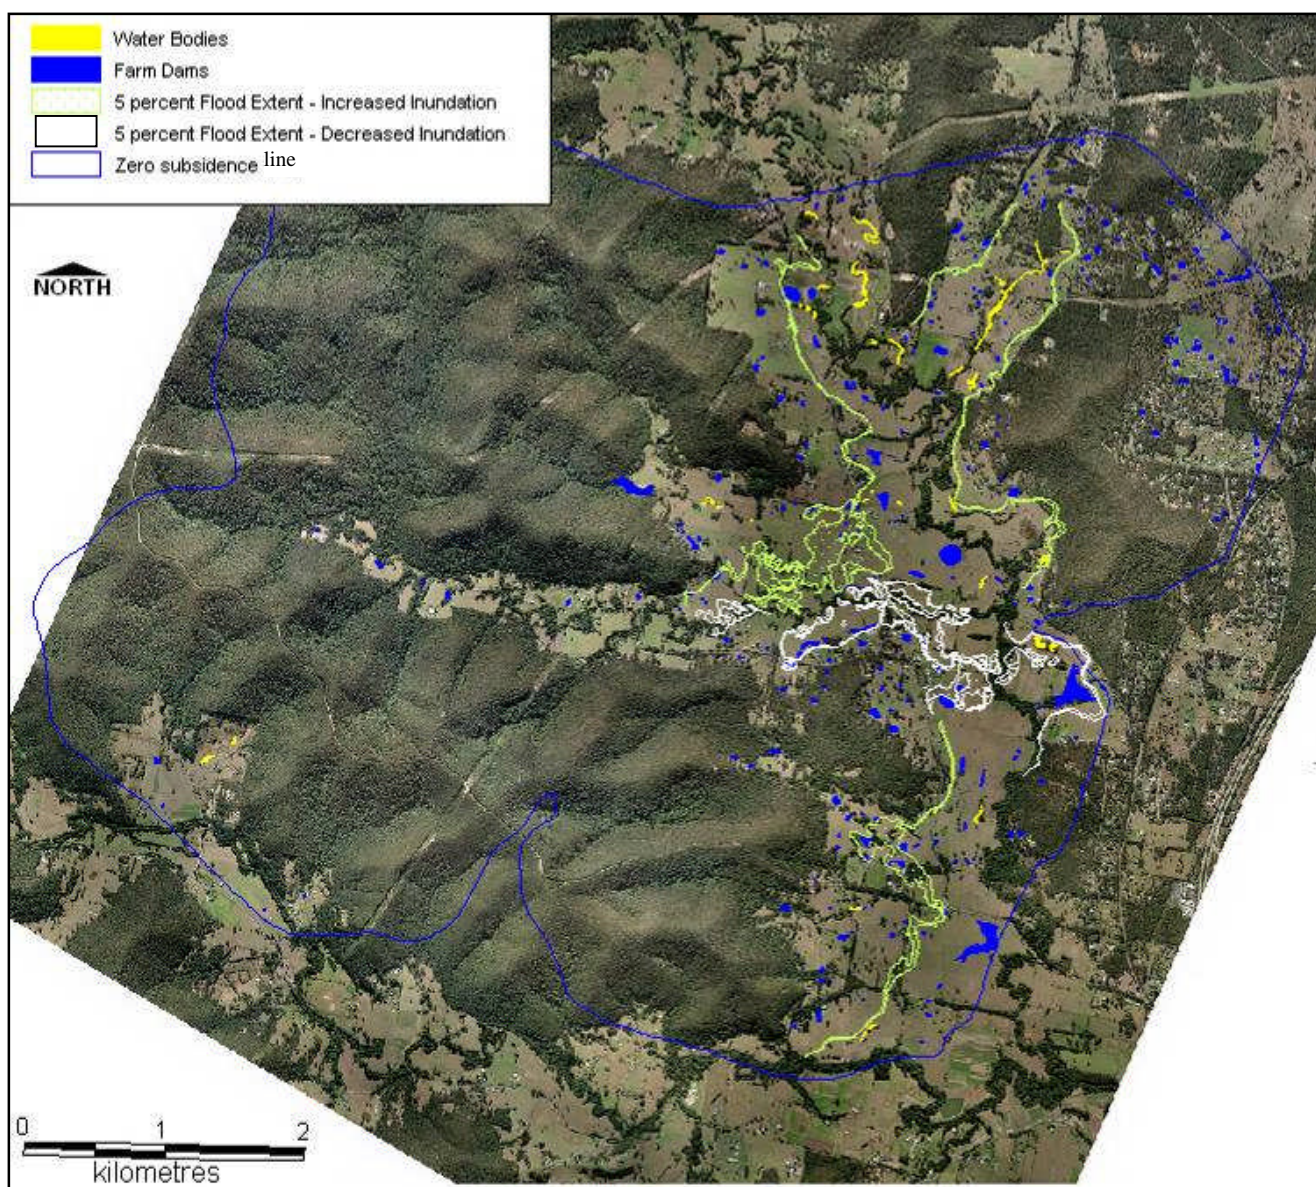 Water Bodies
Farm Dams
5 percent Flood Extent - Increased Inundation
5 percent Flood Extent - Decreased Inundation
Zero subsidence line
NORTH
0 1 2
kilometres